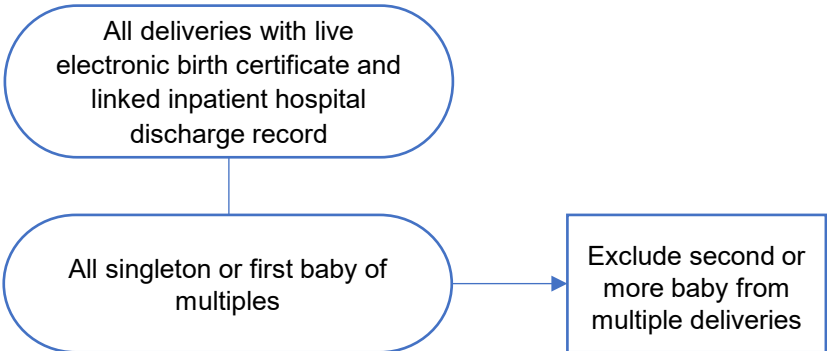 All deliveries with live
electronic birth certificate and
linked inpatient hospital
discharge record
All singleton or first baby of
multiples
Exclude second or
more baby from
multiple deliveries